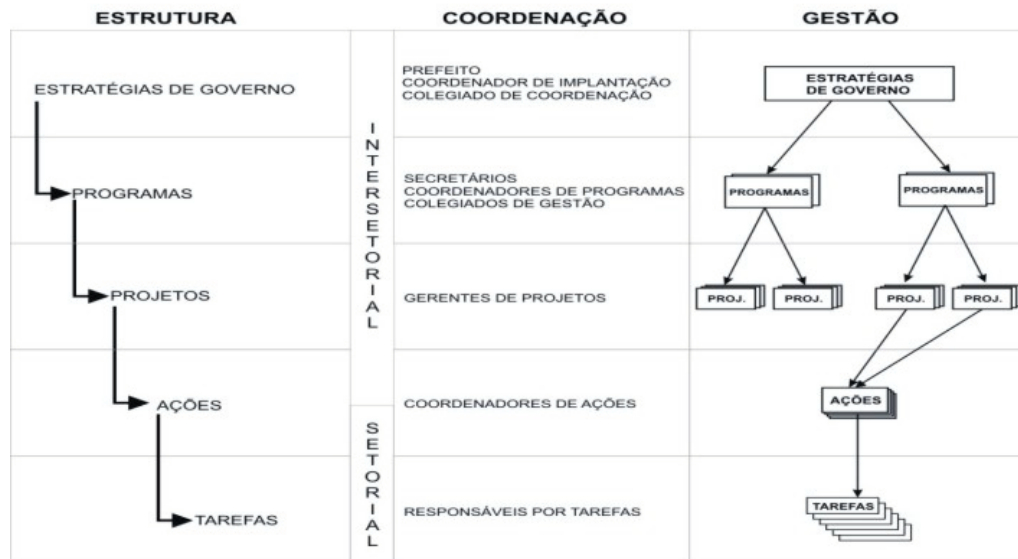 ESTRUTURA
COORDENAÇÃO
GESTÃO
ESTRATÉGIAS DE GOVERNO
PREFEITO
COORDENADOR DE IMPLANTAÇÃO
COLEGIADO DE COORDENAÇÃO
ESTRATÉGIAS
DE GOVERNO
INTERSETORIAL
PROGRAMAS
SECRETÁRIOS
COORDENADORES DE PROGRAMAS
COLEGIADOS DE GESTÃO
PROGRAMAS
PROGRAMAS
PROJETOS
GERENTES DE PROJETOS
PROJ.
PROJ.
PROJ.
PROJ.
AÇÕES
COORDENADORES DE AÇÕES
AÇÕES
SETORIAL
TAREFAS
RESPONSÁVEIS POR TAREFAS
TAREFAS